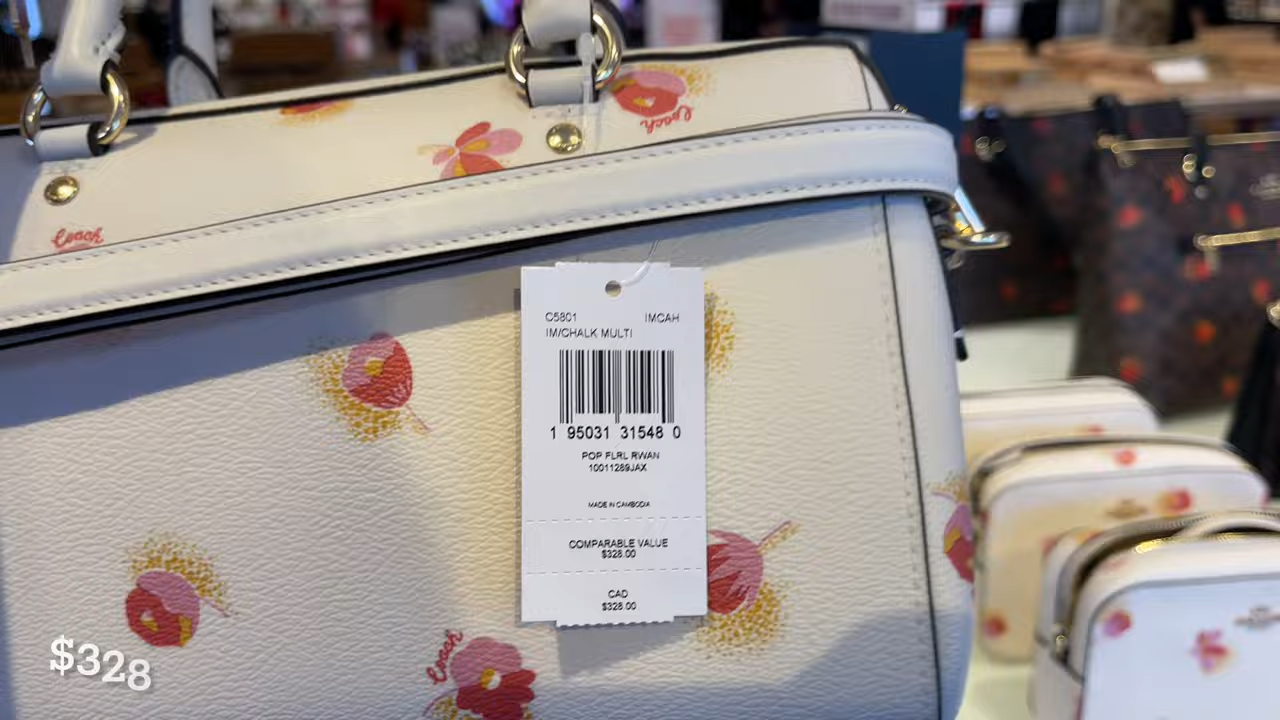 Coach
Coach
C5801 IMCAH
IM/CHALK MULTI
1 95031 31548 0
POP FLRL RWAN
10011289JAX
MADE IN CAMBODIA
COMPARABLE VALUE
$328.00
CAD
$328.00
Coach
$328